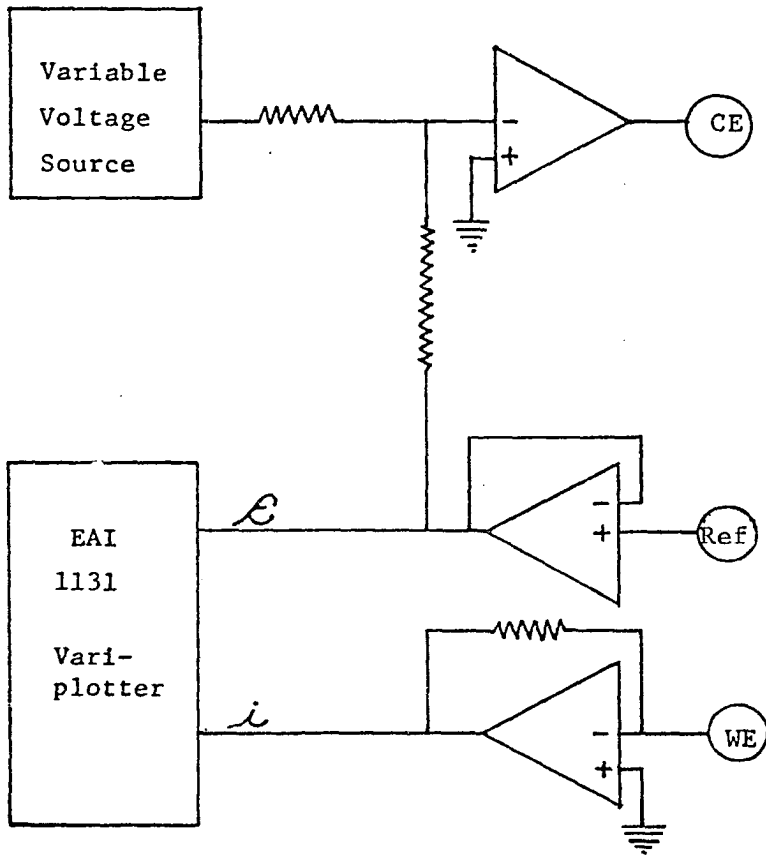 Variable
Voltage
Source
-
+
CE
ℰ
EAI
1131
Vari-
plotter
-
+
Ref
i
-
+
WE